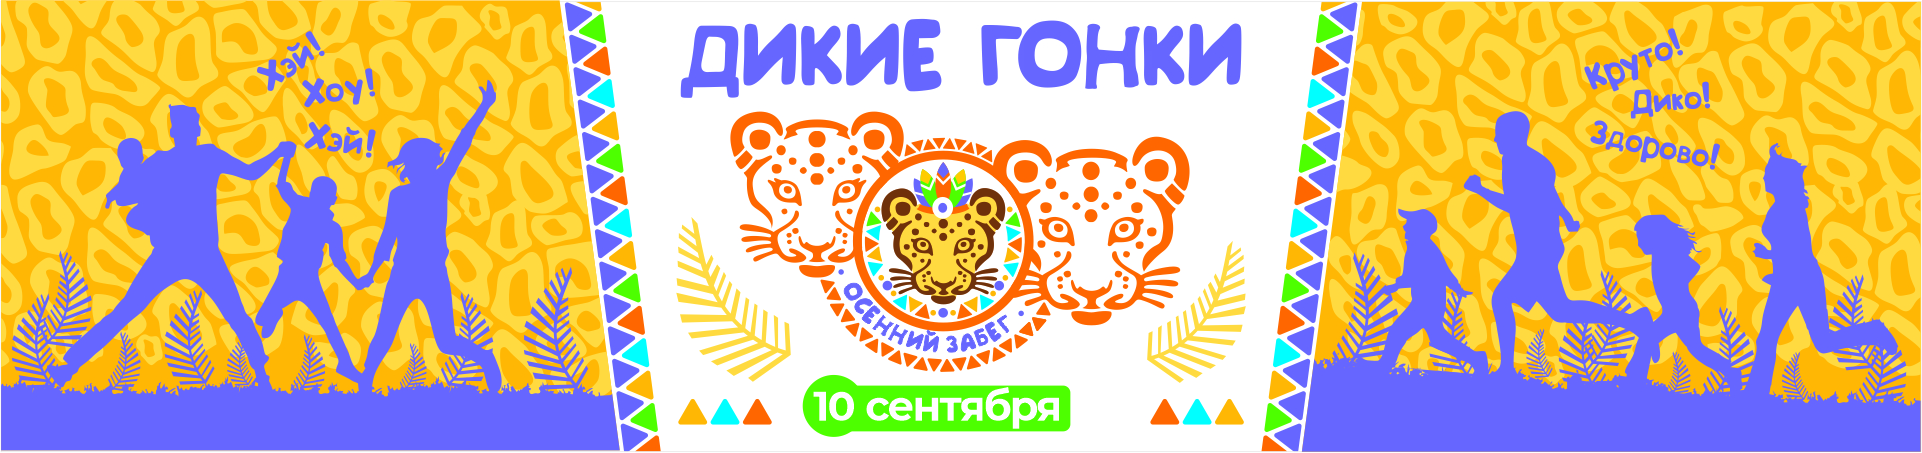 Хэй!
Хоу!
Хэй!
ДИКИЕ ГОНКИ
• ОСЕННИЙ ЗАБЕГ •
10 сентября
Круто!
Дико!
Здорово!